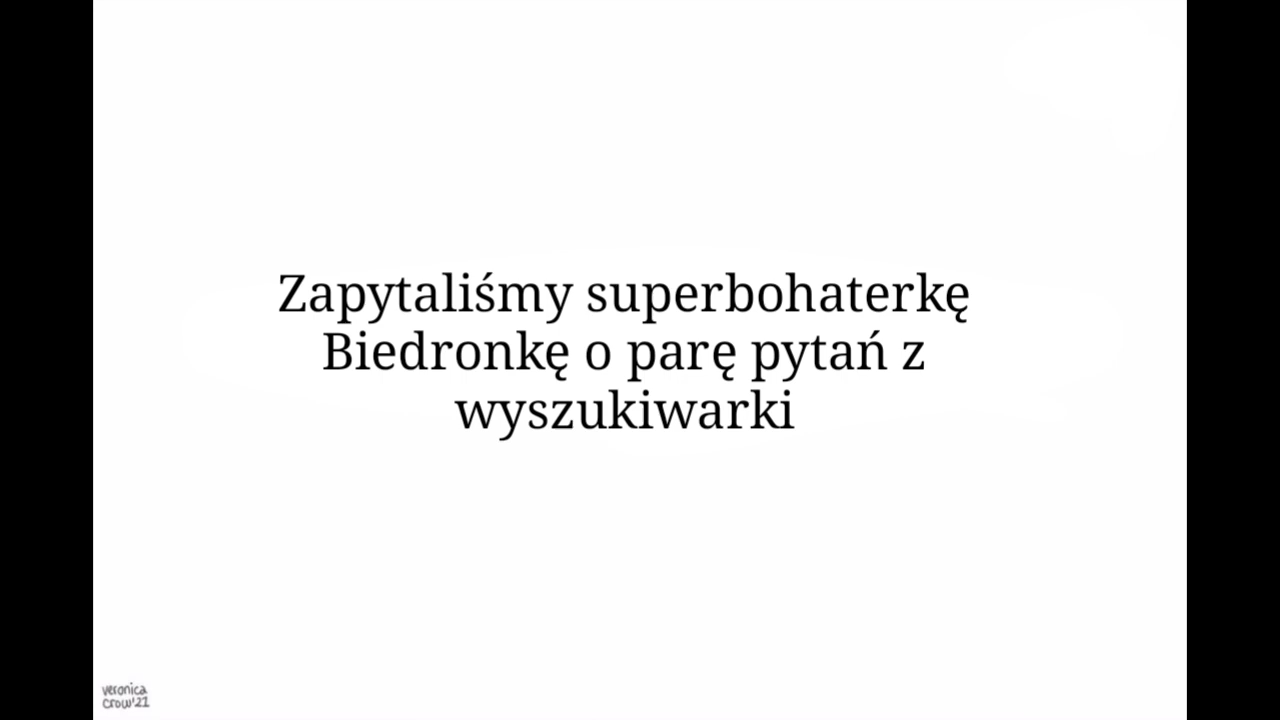 Zapytaliśmy superbohaterkę
Biedronkę o parę pytań z
wyszukiwarki
veronica
crow'21